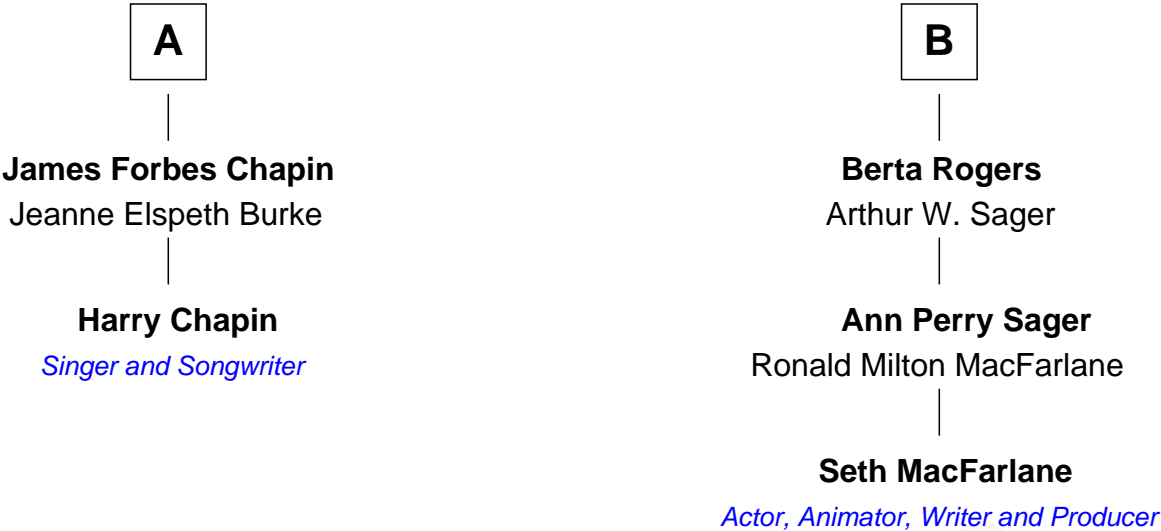 A
James Forbes Chapin
Jeanne Elspeth Burke
Harry Chapin
Singer and Songwriter
B
Berta Rogers
Arthur W. Sager
Ann Perry Sager
Ronald Milton MacFarlane
Seth MacFarlane
Actor, Animator, Writer and Producer